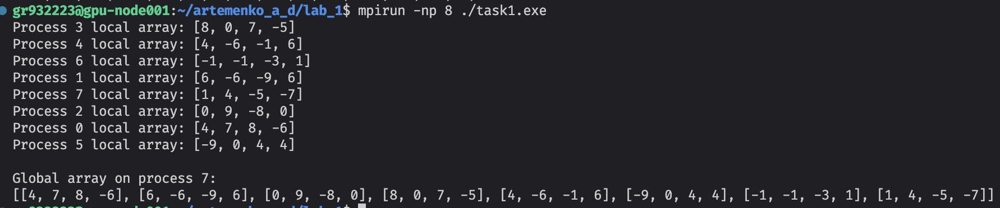 gr932223@gpu-node001:~/artemenko_a_d/lab_1$ mpirun -np 8 ./task1.exe
Process 3 local array: [8, 0, 7, -5]
Process 4 local array: [4, -6, -1, 6]
Process 6 local array: [-1, -1, -3, 1]
Process 1 local array: [6, -6, -9, 6]
Process 7 local array: [1, 4, -5, -7]
Process 2 local array: [0, 9, -8, 0]
Process 0 local array: [4, 7, 8, -6]
Process 5 local array: [-9, 0, 4, 4]
Global array on process 7:
[[4, 7, 8, -6], [6, -6, -9, 6], [0, 9, -8, 0], [8, 0, 7, -5], [4, -6, -1, 6], [-9, 0, 4, 4], [-1, -1, -3, 1], [1, 4, -5, -7]]